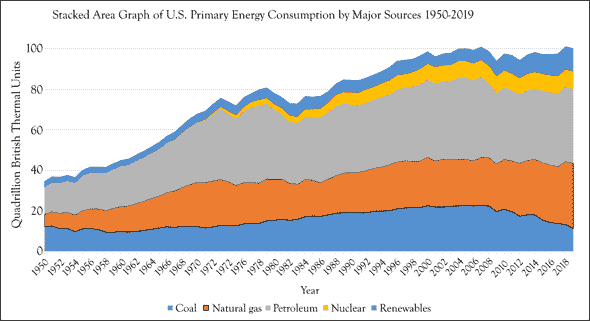 Stacked Area Graph of U.S. Primary Energy Consumption by Major Sources 1950-2019
Quadrillion British Thermal Units
100
80
60
40
20
0
1950 1952 1954 1956 1958 1960 1962 1964 1966 1968 1970 1972 1974 1976 1978 1980 1982 1984 1986 1988 1990 1992 1994 1996 1998 2000 2002 2004 2006 2008 2010 2012 2014 2016 2018
Year
Coal Natural gas Petroleum Nuclear Renewables